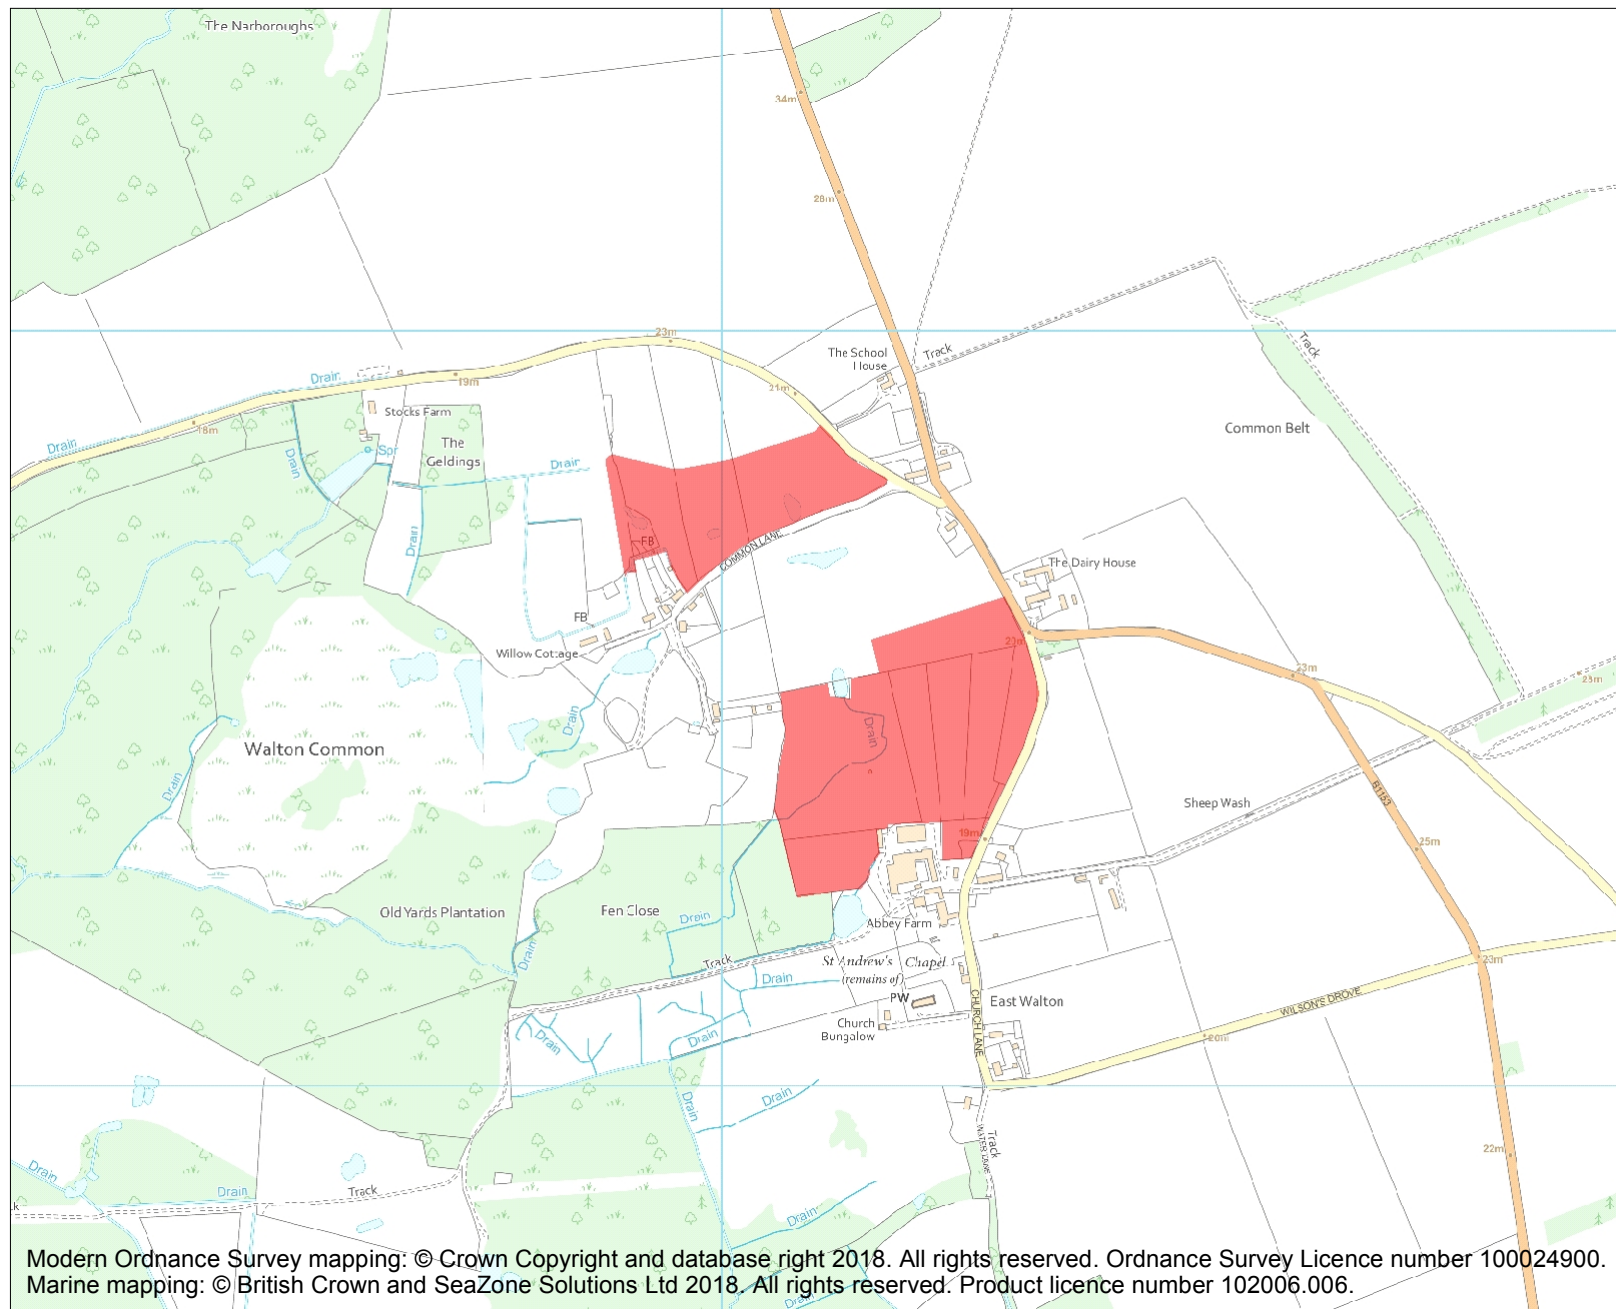 The Narboroughs
34m
28m
23m
The School
House
Track
Track
Drain
19m
21m
Stocks Farm
18m
Drain
The
Geldings
Spr
Drain
Drain
Drain
Common Belt
FB
COMMON LANE
The Dairy House
FB
Willow Cottage
23m
23m
Drain
Drain
Walton Common
Drain
B1153
Sheep Wash
19m
25m
Old Yards Plantation
Fen Close
Drain
Abbey Farm
Drain
Track
St Andrew's Chapel
(remains of)
Drain
23m
PW
East Walton
CHURCH LANE
WILSON'S DROVE
Church
Bungalow
Drain
Drain
20m
Drain
Drain
Track
WATER LANE
22m
Drain
Drain
Track
Drain
Drain
Modern Ordnance Survey mapping: © Crown Copyright and database right 2018. All rights reserved. Ordnance Survey Licence number 100024900.
Marine mapping: © British Crown and SeaZone Solutions Ltd 2018. All rights reserved. Product licence number 102006.006.